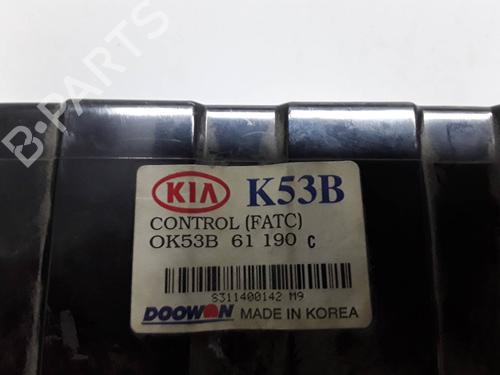 B-PARTS
KIA K53B
CONTROL (FATC)
OK53B 61 190 C
S311400142 M9
DOOWON MADE IN KOREA